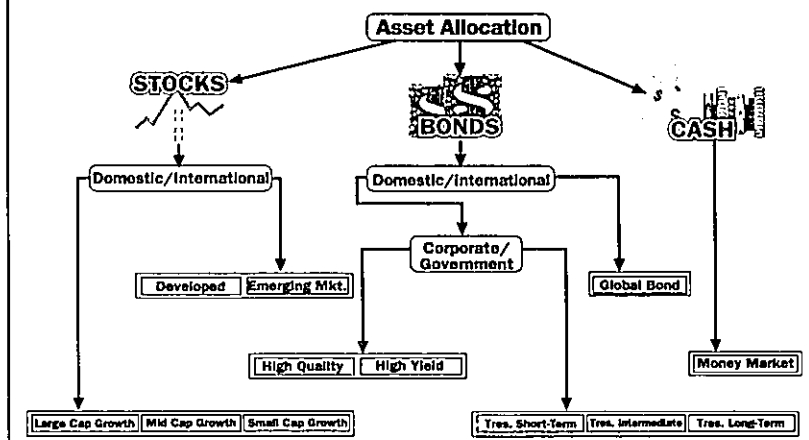 Asset Allocation
STOCKS
BONDS
CASH
Domestic/International
Domestic/International
Corporate/
Government
Developed
Emerging Mkt.
Global Bond
High Quality
High Yield
Money Market
Large Cap Growth
Mid Cap Growth
Small Cap Growth
Tres. Short-Term
Tres. Intermediate
Tres. Long-Term